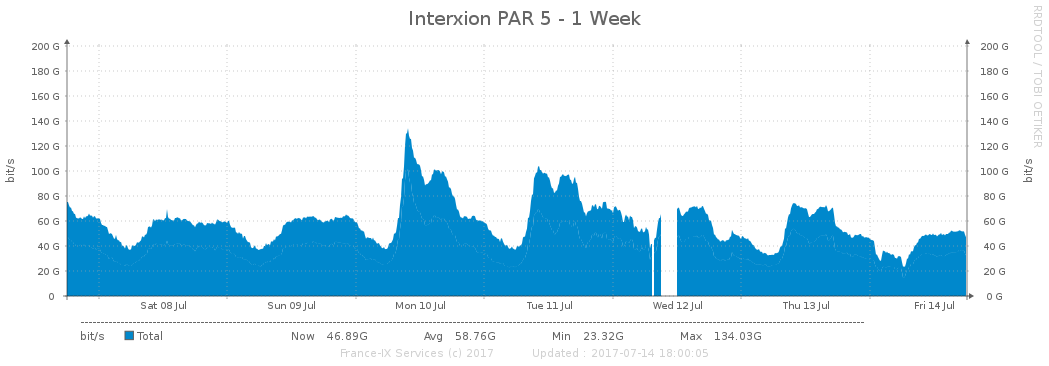 Interxion PAR 5 - 1 Week
RRDTOOL / TOBI OETIKER
200 G 200 G
180 G 180 G
160 G 160 G
140 G 140 G
120 G 120 G
100 G 100 G
80 G 80 G
60 G 60 G
40 G 40 G
20 G 20 G
0 0 G
bit/s
bit/s
Sat 08 Jul Sun 09 Jul Mon 10 Jul Tue 11 Jul Wed 12 Jul Thu 13 Jul Fri 14 Jul
bit/s Total Now 46.89G Avg 58.76G Min 23.32G Max 134.03G
France-IX Services (c) 2017 Updated : 2017-07-14 18:00:05